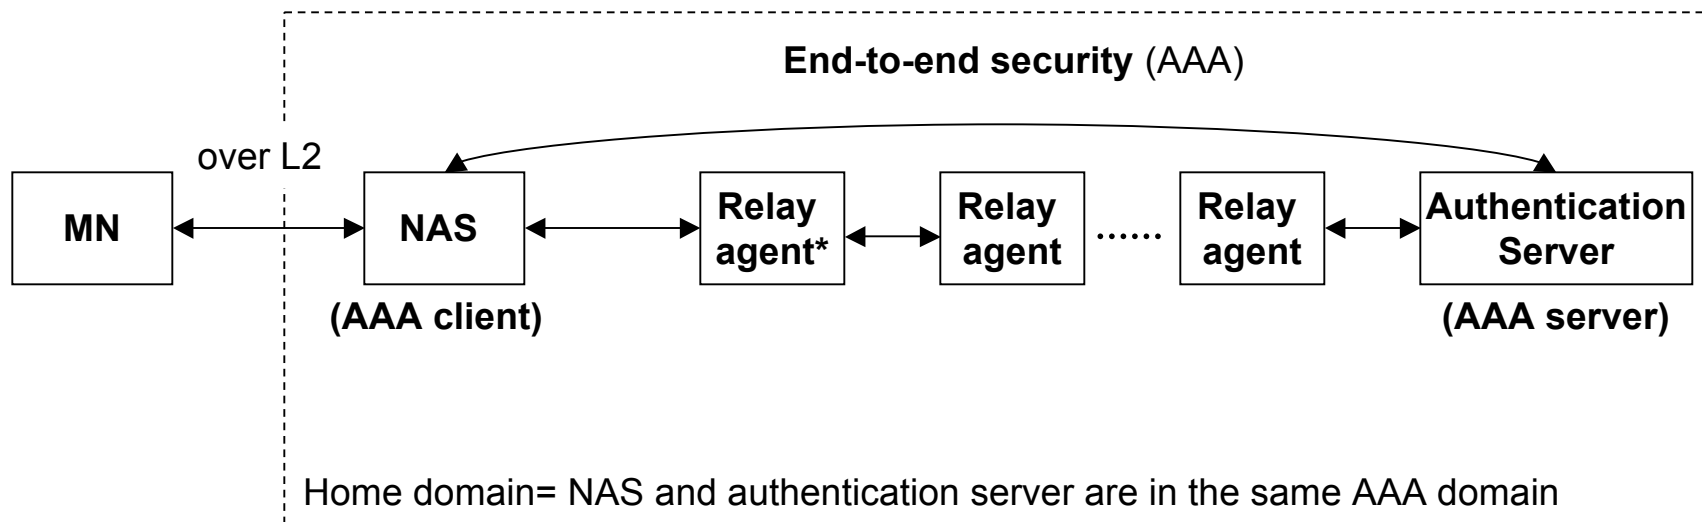 End-to-end security (AAA)
over L2
MN
NAS
Relay
agent*
Relay
agent
......
Relay
agent
Authentication
Server
(AAA client)
(AAA server)
Home domain= NAS and authentication server are in the same AAA domain